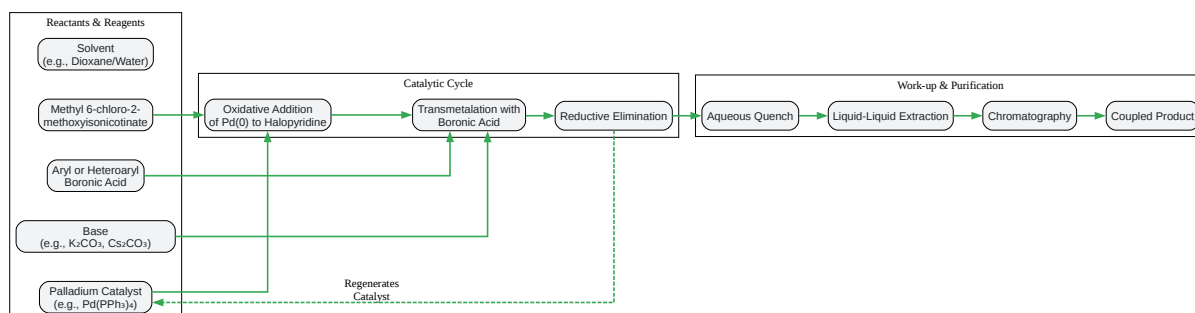 Reactants & Reagents
Solvent
(e.g., Dioxane/Water)
Methyl 6-chloro-2-
methoxyisonicotinate
Aryl or Heteroaryl
Boronic Acid
Base
(e.g., K₂CO₃, Cs₂CO₃)
Palladium Catalyst
(e.g., Pd(PPh₃)₄)
Catalytic Cycle
Oxidative Addition
of Pd(0) to Halopyridine
Transmetalation with
Boronic Acid
Reductive Elimination
Regenerates
Catalyst
Work-up & Purification
Aqueous Quench
Liquid-Liquid Extraction
Chromatography
Coupled Product